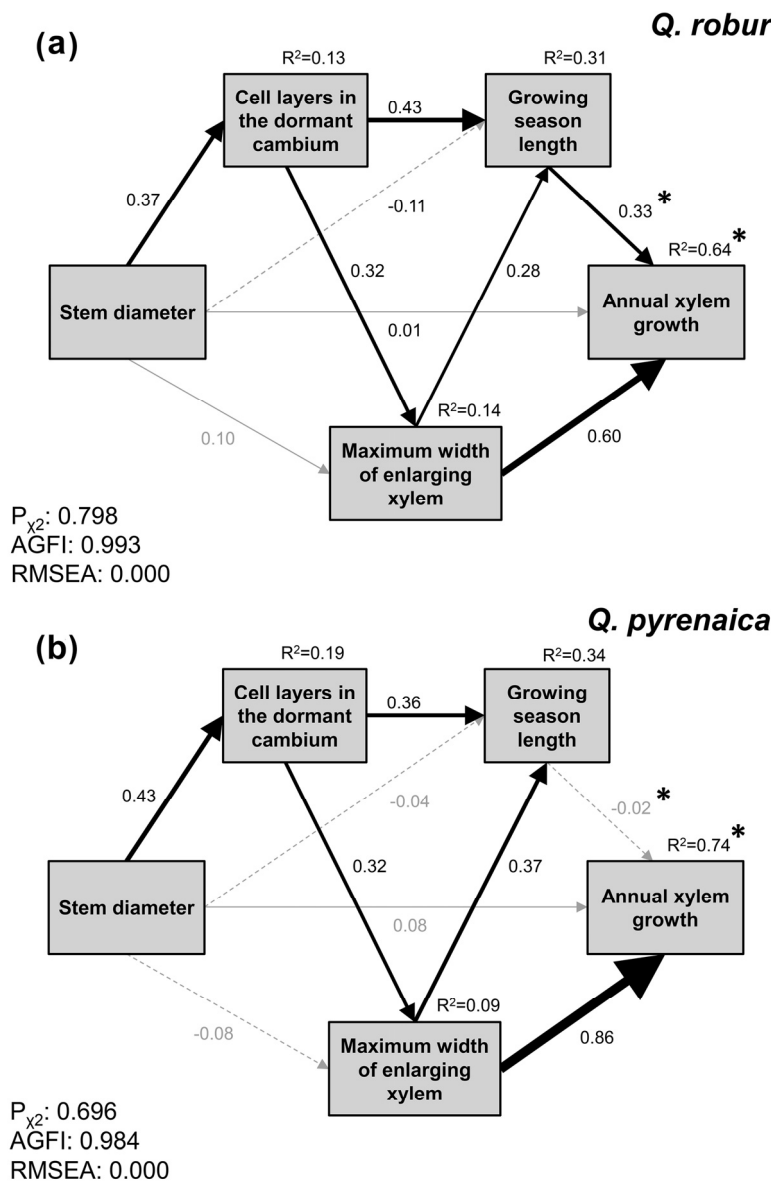 (a)
Q. robur
R²=0.13
R²=0.31
Cell layers in
the dormant
cambium
0.43
Growing
season
length
0.37
-0.11
0.33 *
R²=0.64 *
Stem diameter
0.32
0.28
Annual xylem
growth
0.01
R²=0.14
0.10
Maximum width
of enlarging
xylem
0.60
Pχ2: 0.798
AGFI: 0.993
RMSEA: 0.000
(b)
Q. pyrenaica
R²=0.19
R²=0.34
Cell layers in
the dormant
cambium
0.36
Growing
season
length
0.43
-0.04
-0.02 *
R²=0.74 *
Stem diameter
0.32
0.37
Annual xylem
growth
0.08
R²=0.09
-0.08
Maximum width
of enlarging
xylem
0.86
Pχ2: 0.696
AGFI: 0.984
RMSEA: 0.000